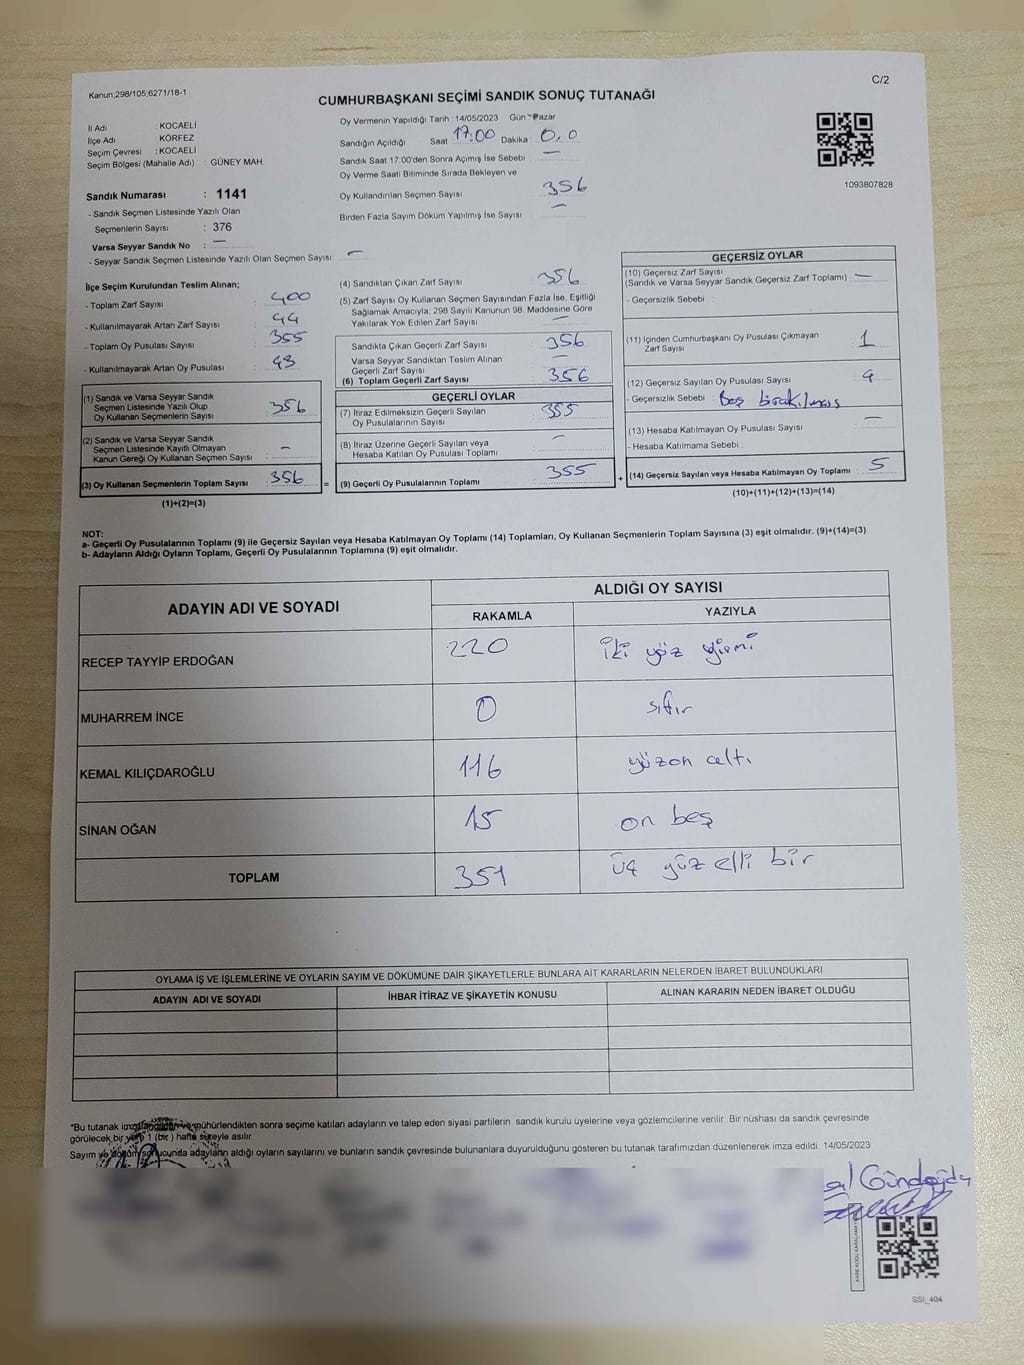 Kanun;298/105;6271/18-1
C/2
CUMHURBAŞKANI SEÇİMİ SANDIK SONUÇ TUTANAĞI
İl Adı : KOCAELİ
İlçe Adı : KÖRFEZ
Seçim Çevresi : KOCAELİ
Seçim Bölgesi (Mahalle Adı) : GÜNEY MAH.
Sandık Numarası : 1141
- Sandık Seçmen Listesinde Yazılı Olan
Seçmenlerin Sayısı : 376
Varsa Seyyar Sandık No : —
- Seyyar Sandık Seçmen Listesinde Yazılı Olan Seçmen Sayısı: —
Oy Vermenin Yapıldığı Tarih :14/05/2023 Gün : Pazar
Sandığın Açıldığı Saat 17:00 Dakika 0,0
Sandık Saat 17.00'den Sonra Açımış İse Sebebi : —
Oy Verme Saati Bitiminde Sırada Bekleyen ve
Oy Kullandırılan Seçmen Sayısı 356
Birden Fazla Sayım Döküm Yapılmış İse Sayısı —
1093807828
İlçe Seçim Kurulundan Teslim Alınan;
- Toplam Zarf Sayısı : 400
- Kullanılmayarak Artan Zarf Sayısı : 44
- Toplam Oy Pusulası Sayısı : 355
- Kullanılmayarak Artan Oy Pusulası : 43
(1) Sandık ve Varsa Seyyar Sandık
Seçmen Listesinde Yazılı Olup
Oy Kullanan Seçmenlerin Sayısı : 356
(2) Sandık ve Varsa Seyyar Sandık
Seçmen Listesinde Kayıtlı Olmayan
Kanun Gereği Oy Kullanan Seçmen Sayısı : —
(3) Oy Kullanan Seçmenlerin Toplam Sayısı : 356
(1)+(2)=(3)
=
(4) Sandıktan Çıkan Zarf Sayısı : 356
(5) Zarf Sayısı Oy Kullanan Seçmen Sayısından Fazla İse, Eşitliği
Sağlamak Amacıyla; 298 Sayılı Kanunun 98. Maddesine Göre
Yakılarak Yok Edilen Zarf Sayısı : —
Sandıkta Çıkan Geçerli Zarf Sayısı : 356
Varsa Seyyar Sandıktan Teslim Alınan
Geçerli Zarf Sayısı : —
(6) Toplam Geçerli Zarf Sayısı : 356
GEÇERLİ OYLAR
(7) İtiraz Edilmeksizin Geçerli Sayılan
Oy Pusulalarının Sayısı : 355
(8) İtiraz Üzerine Geçerli Sayılan veya
Hesaba Katılan Oy Pusulası Toplamı : —
(9) Geçerli Oy Pusulalarının Toplamı : 355
+
GEÇERSİZ OYLAR
(10) Geçersiz Zarf Sayısı
(Sandık ve Varsa Seyyar Sandık Geçersiz Zarf Toplamı) : —
- Geçersizlik Sebebi :
(11) İçinden Cumhurbaşkanı Oy Pusulası Çıkmayan
Zarf Sayısı : 1
(12) Geçersiz Sayılan Oy Pusulası Sayısı : 4
- Geçersizlik Sebebi : Boş bırakılmas
(13) Hesaba Katılmayan Oy Pusulası Sayısı : —
- Hesaba Katılmama Sebebi :
(14) Geçersiz Sayılan veya Hesaba Katılmayan Oy Toplamı : 5
(10)+(11)+(12)+(13)=(14)
NOT:
a- Geçerli Oy Pusulalarının Toplamı (9) ile Geçersiz Sayılan veya Hesaba Katılmayan Oy Toplamı (14) Toplamları, Oy Kullanan Seçmenlerin Toplam Sayısına (3) eşit olmalıdır. (9)+(14)=(3)
b- Adayların Aldığı Oyların Toplamı, Geçerli Oy Pusulalarının Toplamına (9) eşit olmalıdır.
ADAYIN ADI VE SOYADI
ALDIĞI OY SAYISI
RAKAMLA YAZIYLA
RECEP TAYYİP ERDOĞAN 220 iki yüz yirmi
MUHARREM İNCE 0 sıfır
KEMAL KILIÇDAROĞLU 116 yüzon altı
SİNAN OĞAN 15 on beş
TOPLAM 351 üç yüz elli bir
OYLAMA İŞ VE İŞLEMLERİNE VE OYLARIN SAYIM VE DÖKÜMÜNE DAİR ŞİKAYETLERLE BUNLARA AİT KARARLARIN NELERDEN İBARET BULUNDUKLARI
ADAYIN ADI VE SOYADI İHBAR İTİRAZ VE ŞİKAYETİN KONUSU ALINAN KARARIN NEDEN İBARET OLDUĞU
*Bu tutanak imzalandıktan ve mühürlendikten sonra seçime katılan adayların ve talep eden siyasi partilerin sandık kurulu üyelerine veya gözlemcilerine verilir. Bir nüshası da sandık çevresinde
görülecek bir yere 1 (bir ) hafta süreyle asılır.
Sayım ve döküm sonucunda adayların aldığı oyların sayılarını ve bunların sandık çevresinde bulunanlara duyurulduğunu gösteren bu tutanak tarafımızdan düzenlenerek imza edildi. 14/05/2023
SSI_404